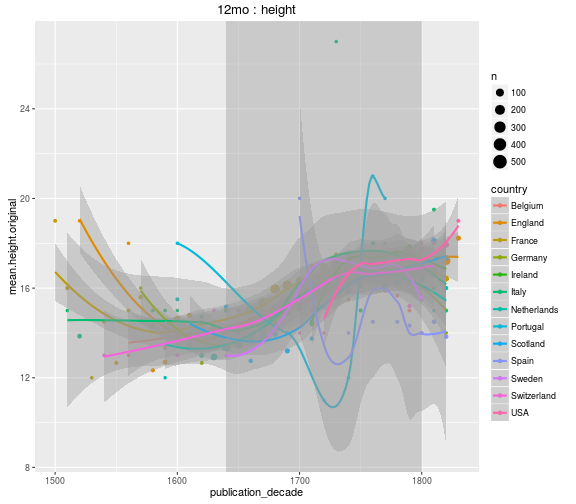 12mo : height
mean.height.original
24
20
16
12
8
1500
1600
1700
1800
publication_decade
n
100
200
300
400
500
country
Belgium
England
France
Germany
Ireland
Italy
Netherlands
Portugal
Scotland
Spain
Sweden
Switzerland
USA